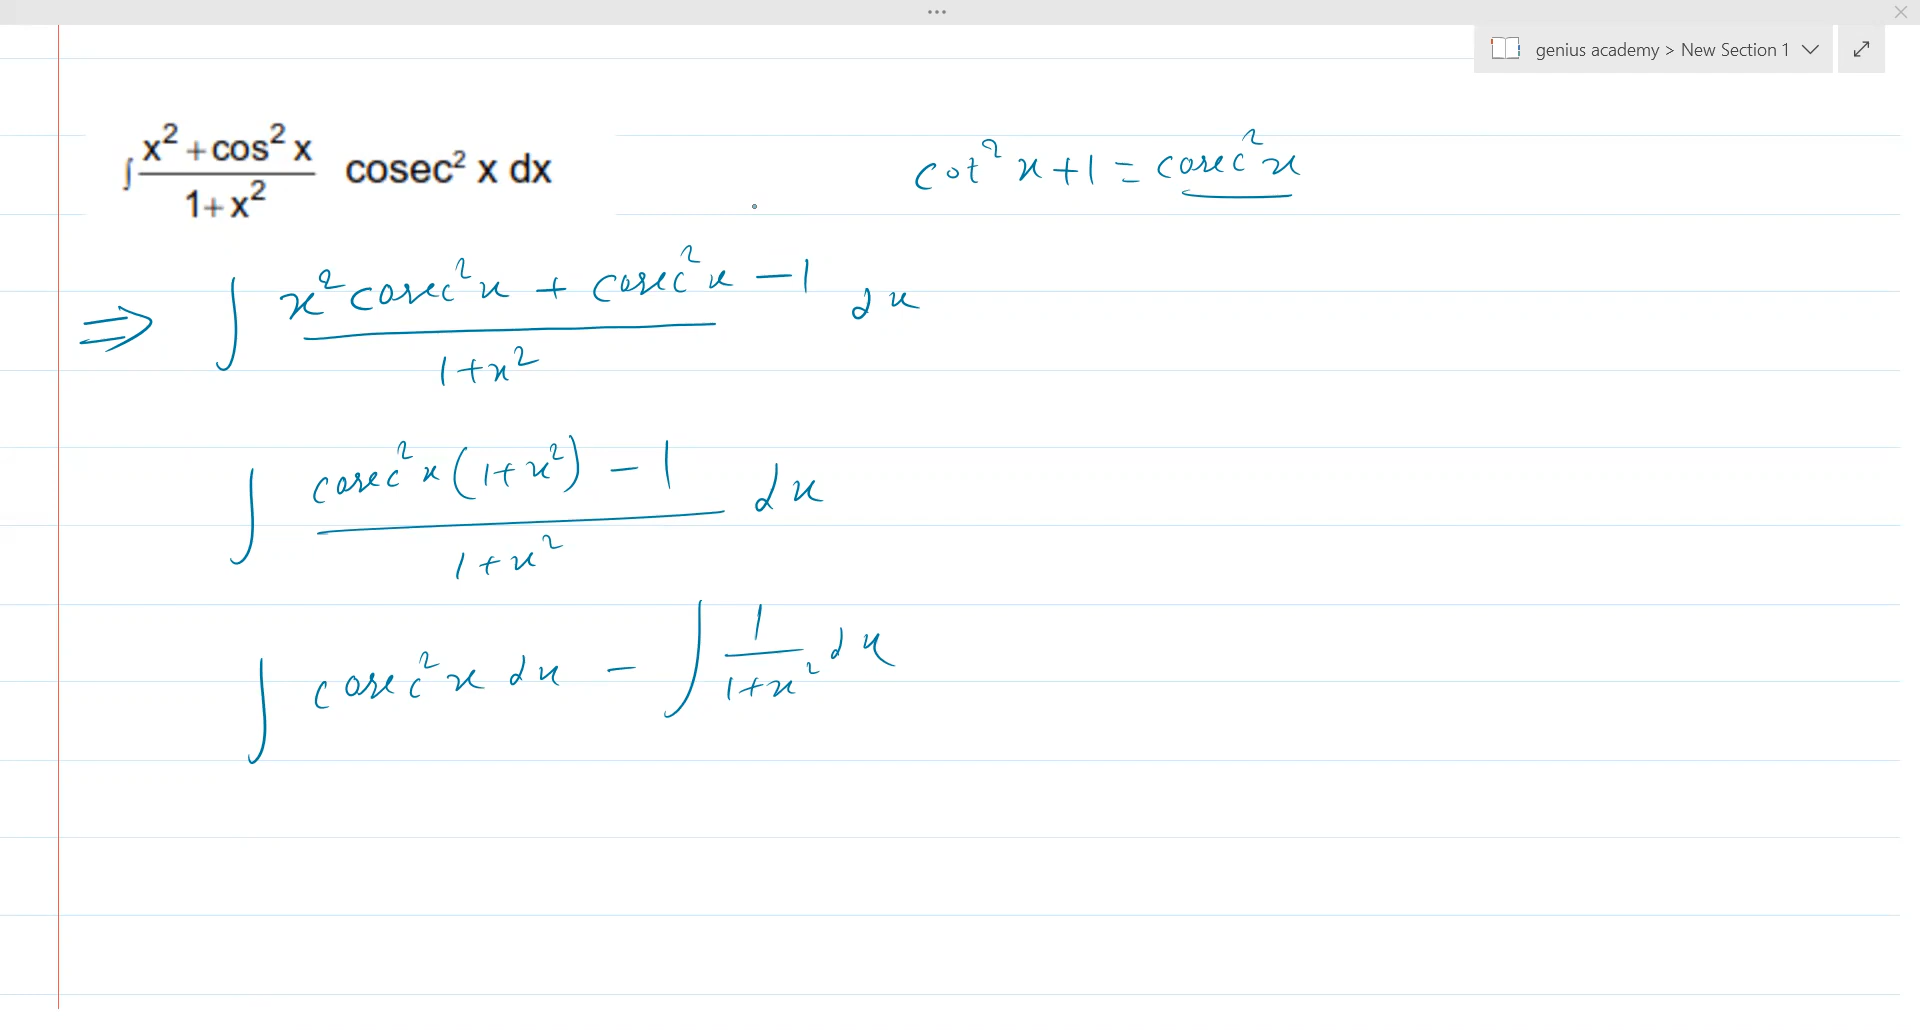 genius academy > New Section 1
∫ (x² + cos² x)/(1 + x²) cosec² x dx
cot² x + 1 = cosec² x
⇒ ∫ (x² cosec² x + cosec² x − 1)/(1 + x²) dx
∫ (cosec² x (1 + x²) − 1)/(1 + x²) dx
∫ cosec² x dx − ∫ 1/(1 + x²) dx